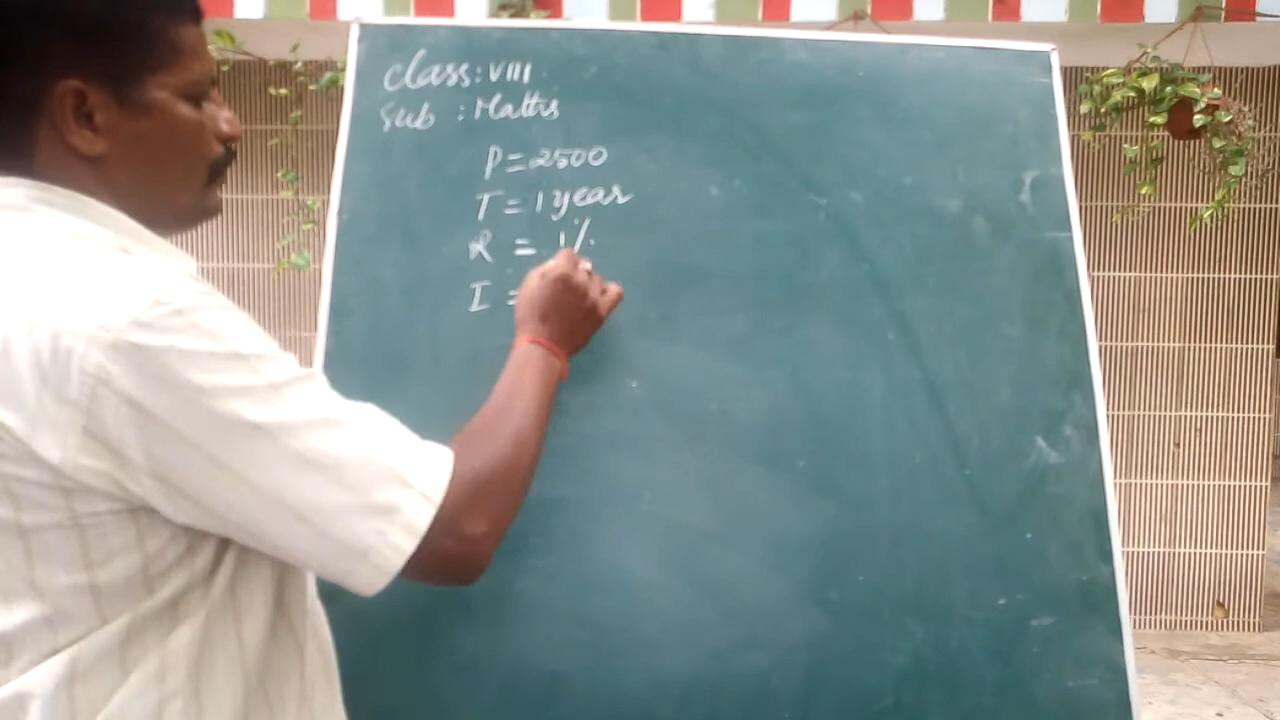 Class: VIII
Sub : Maths
P = 2500
T = 1 year
R = 1%
I =